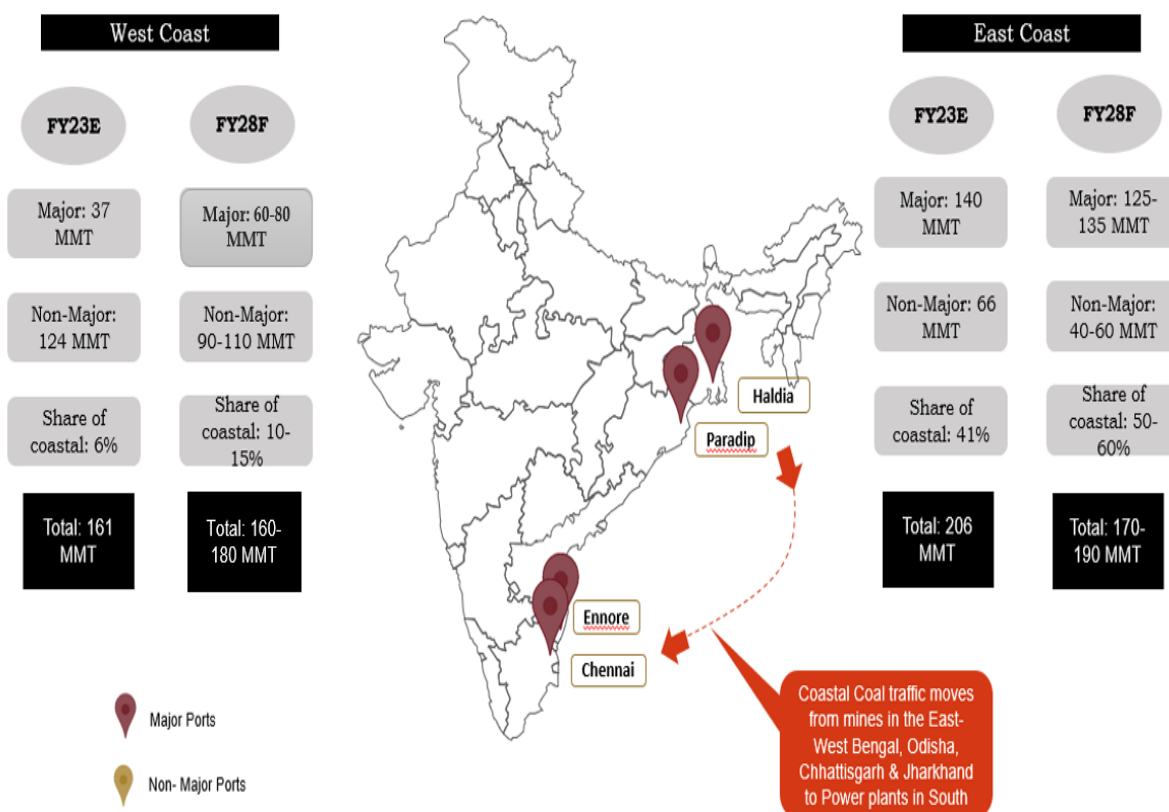 West Coast
FY23E
FY28F
Major: 37
MMT
Major: 60-80
MMT
Non-Major:
124 MMT
Non-Major:
90-110 MMT
Share of
coastal: 6%
Share of
coastal: 10-
15%
Total: 161
MMT
Total: 160-
180 MMT
Haldia
Paradip
Ennore
Chennai
Major Ports
Non- Major Ports
East Coast
FY23E
FY28F
Major: 140
MMT
Major: 125-
135 MMT
Non-Major: 66
MMT
Non-Major:
40-60 MMT
Share of
coastal: 41%
Share of
coastal: 50-
60%
Total: 206
MMT
Total: 170-
190 MMT
Coastal Coal traffic moves
from mines in the East-
West Bengal, Odisha,
Chhattisgarh & Jharkhand
to Power plants in South